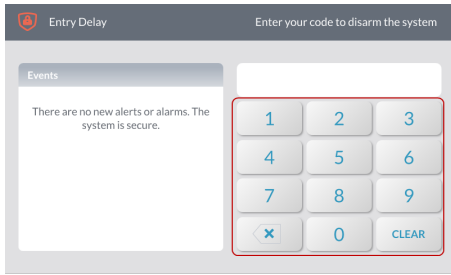 Entry Delay
Enter your code to disarm the system
Events
There are no new alerts or alarms. The
system is secure.
1 2 3
4 5 6
7 8 9
0 CLEAR